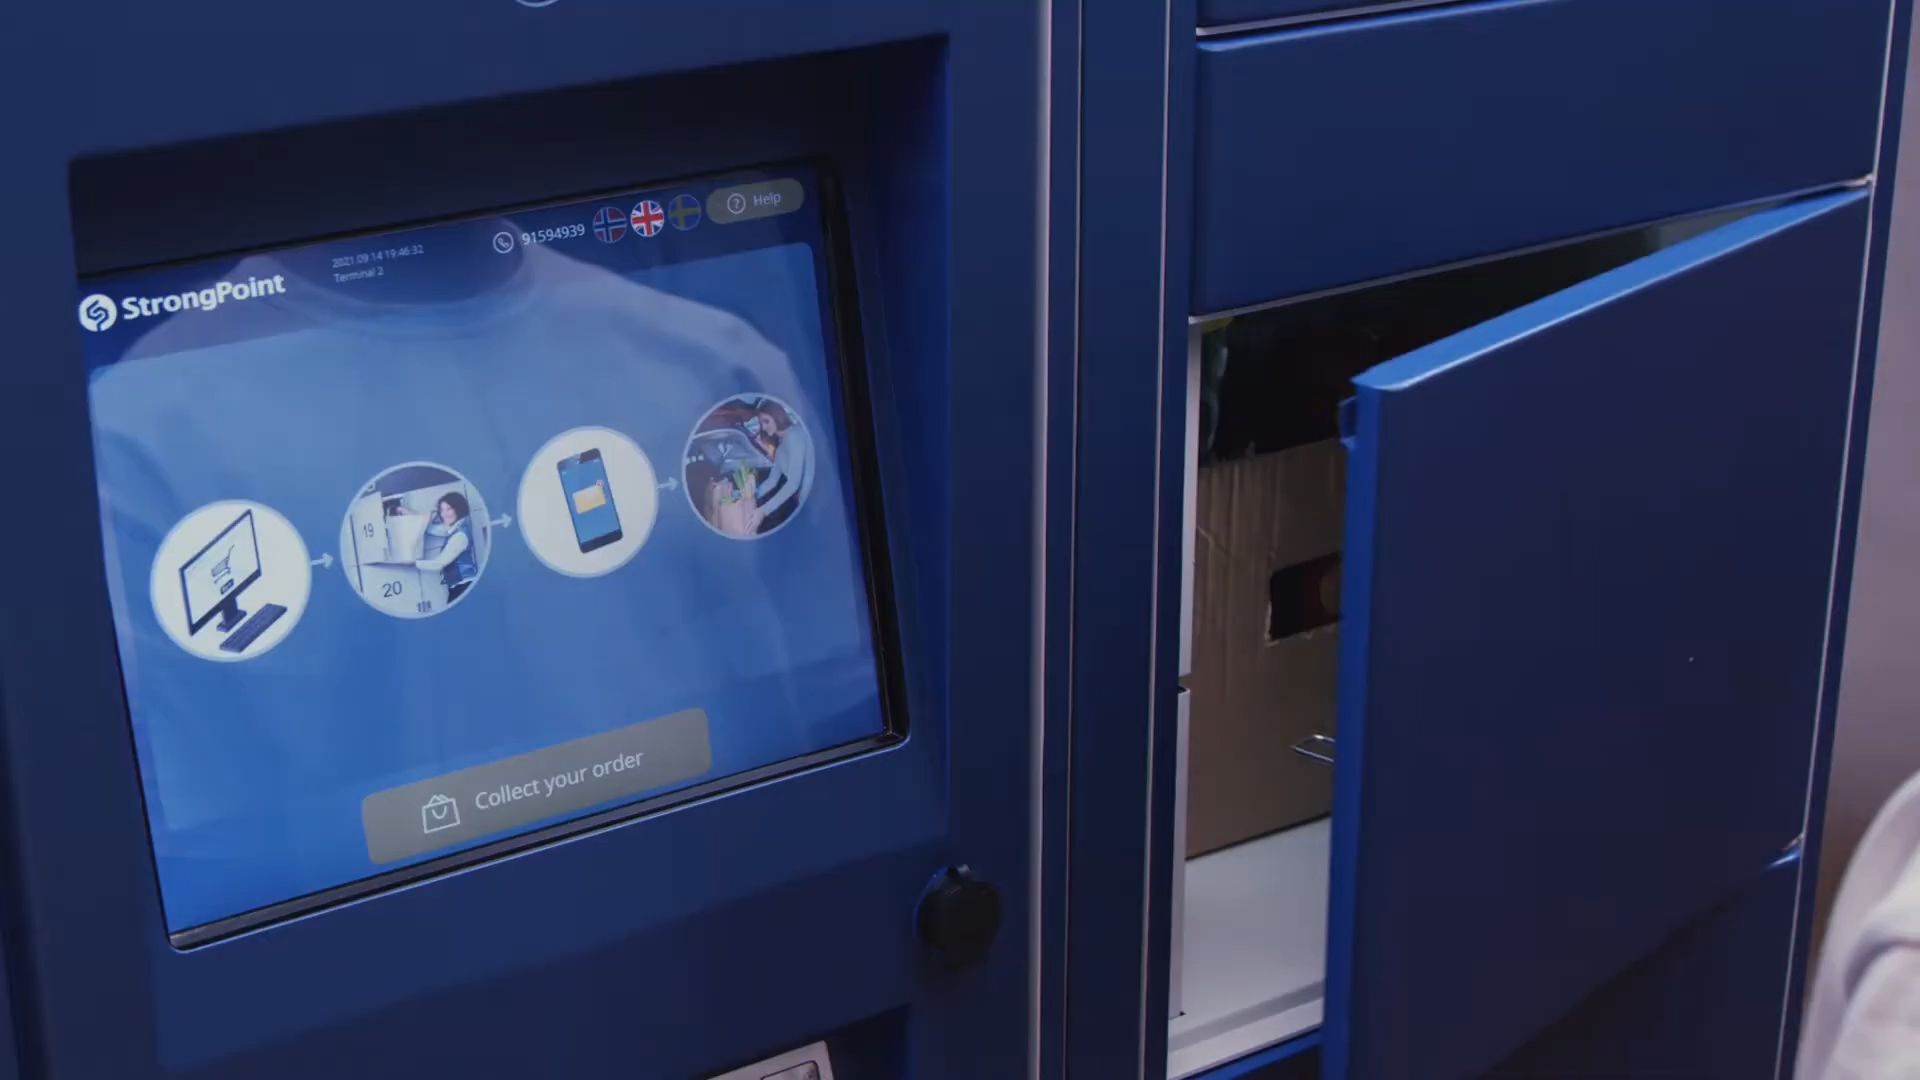 StrongPoint
2021.09.14 19:46:32
Terminal 2
91594939
Help
19
20
Collect your order